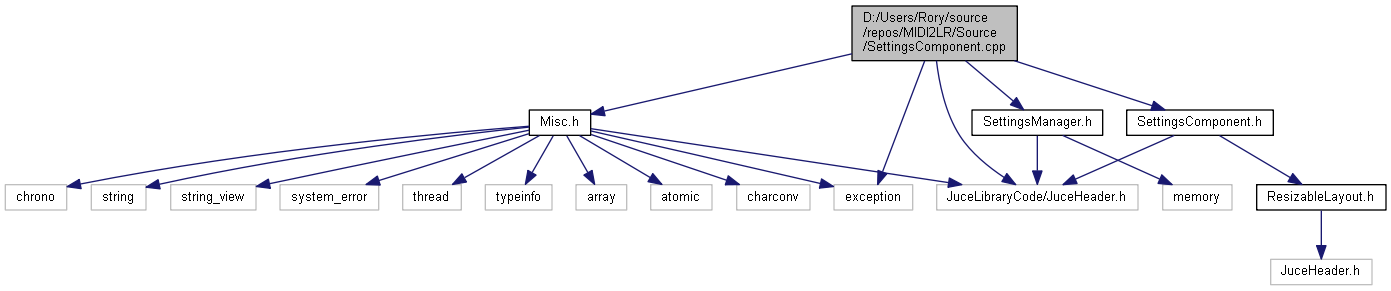 D:/Users/Rory/source
/repos/MIDI2LR/Source
/SettingsComponent.cpp
Misc.h
SettingsManager.h
SettingsComponent.h
chrono
string
string_view
system_error
thread
typeinfo
array
atomic
charconv
exception
JuceLibraryCode/JuceHeader.h
memory
ResizableLayout.h
JuceHeader.h